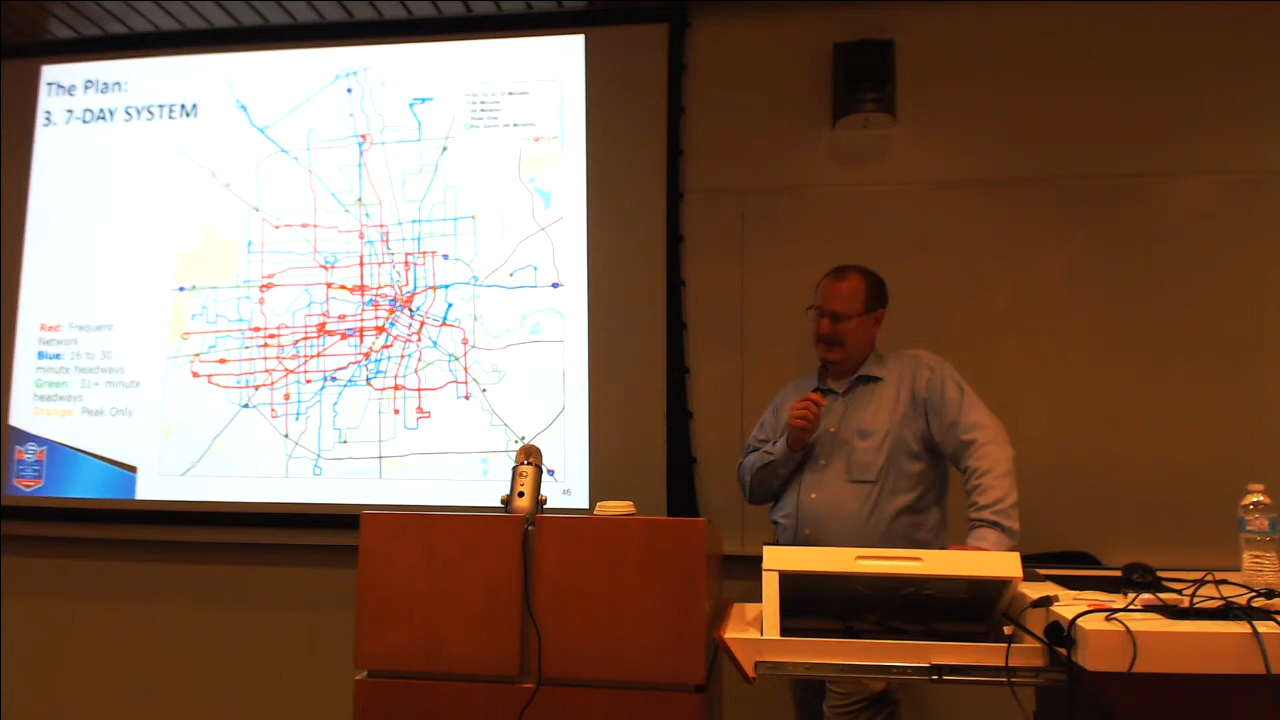 The Plan:
3. 7-DAY SYSTEM
Red: Frequent
Network
Blue: 16 to 30
minute headways
Green: 31+ minute
headways
Orange: Peak Only
46